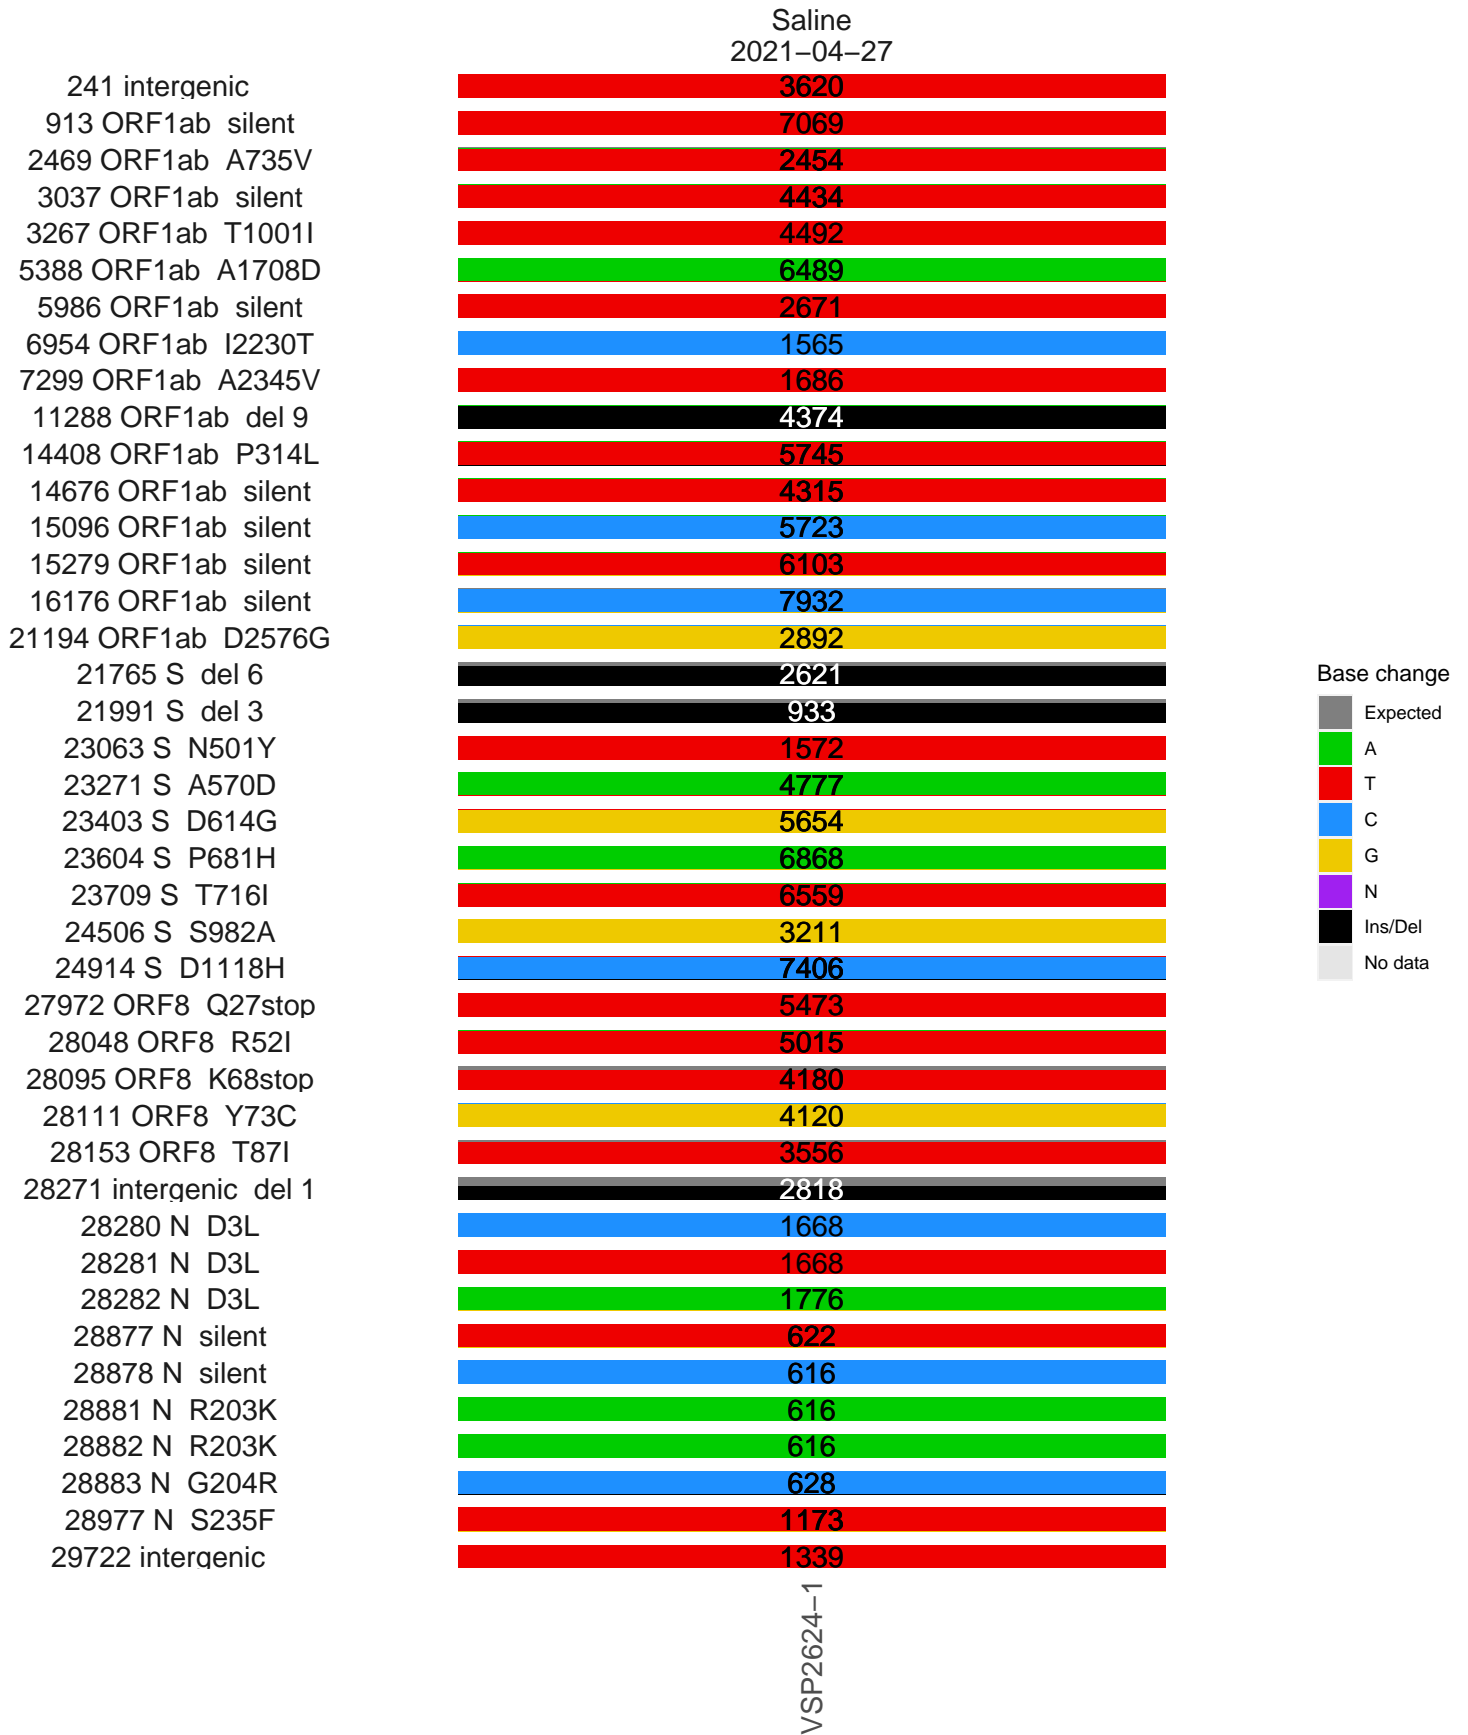 Saline
2021−04−27
241 intergenic 3620
913 ORF1ab silent 7069
2469 ORF1ab A735V 2454
3037 ORF1ab silent 4434
3267 ORF1ab T1001I 4492
5388 ORF1ab A1708D 6489
5986 ORF1ab silent 2671
6954 ORF1ab I2230T 1565
7299 ORF1ab A2345V 1686
11288 ORF1ab del 9 4374
14408 ORF1ab P314L 5745
14676 ORF1ab silent 4315
15096 ORF1ab silent 5723
15279 ORF1ab silent 6103
16176 ORF1ab silent 7932
21194 ORF1ab D2576G 2892
21765 S del 6 2621
21991 S del 3 933
23063 S N501Y 1572
23271 S A570D 4777
23403 S D614G 5654
23604 S P681H 6868
23709 S T716I 6559
24506 S S982A 3211
24914 S D1118H 7406
27972 ORF8 Q27stop 5473
28048 ORF8 R52I 5015
28095 ORF8 K68stop 4180
28111 ORF8 Y73C 4120
28153 ORF8 T87I 3556
28271 intergenic del 1 2818
28280 N D3L 1668
28281 N D3L 1668
28282 N D3L 1776
28877 N silent 622
28878 N silent 616
28881 N R203K 616
28882 N R203K 616
28883 N G204R 628
28977 N S235F 1173
29722 intergenic 1339
VSP2624−1
Base change
Expected
A
T
C
G
N
Ins/Del
No data